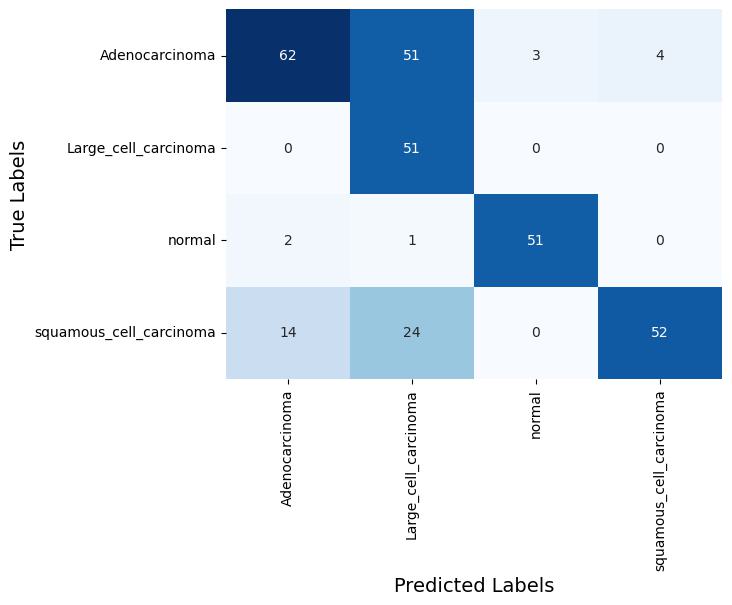 True Labels
Adenocarcinoma 62 51 3 4
Large_cell_carcinoma 0 51 0 0
normal 2 1 51 0
squamous_cell_carcinoma 14 24 0 52
Adenocarcinoma
Large_cell_carcinoma
normal
squamous_cell_carcinoma
Predicted Labels